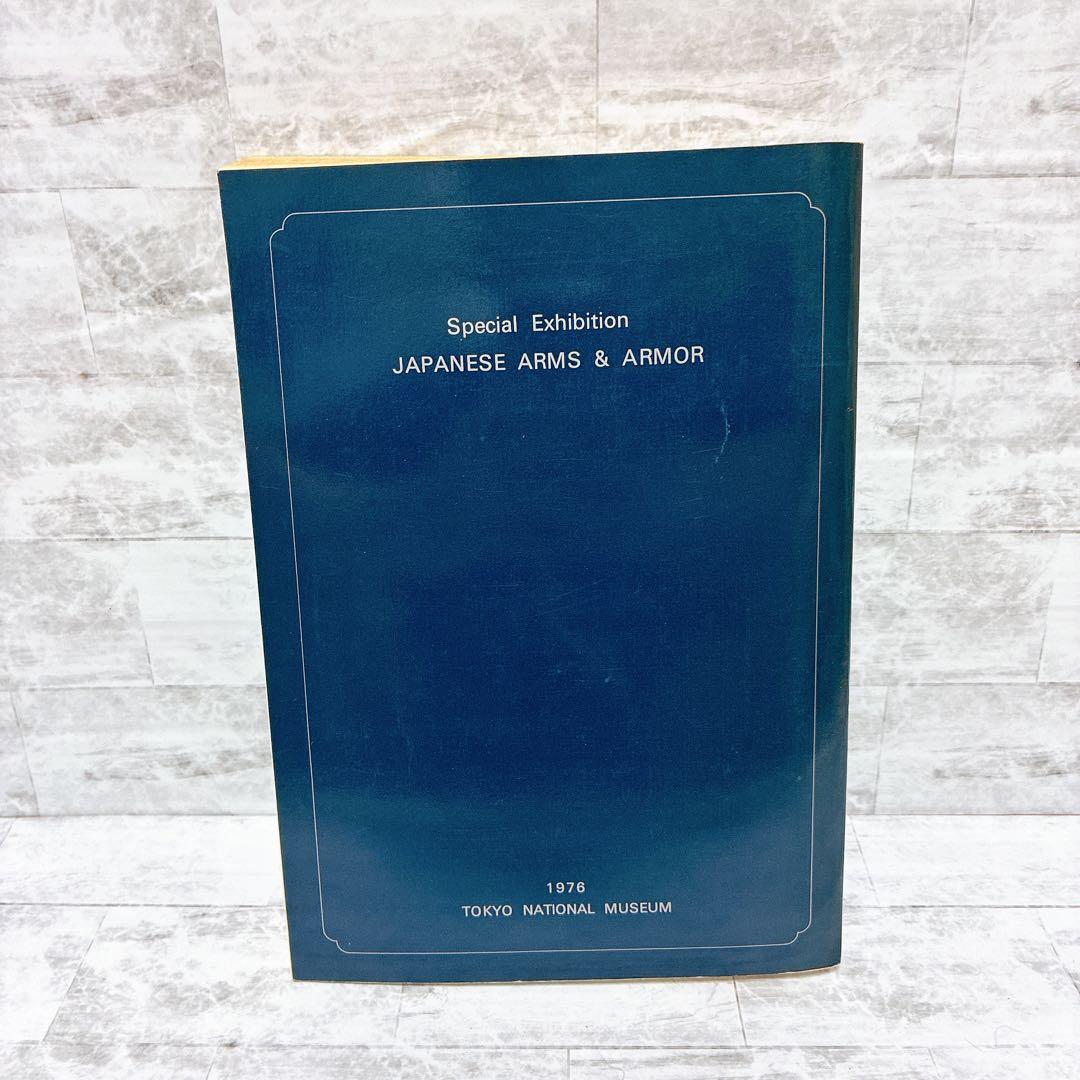 Special Exhibition
JAPANESE ARMS & ARMOR
1976
TOKYO NATIONAL MUSEUM